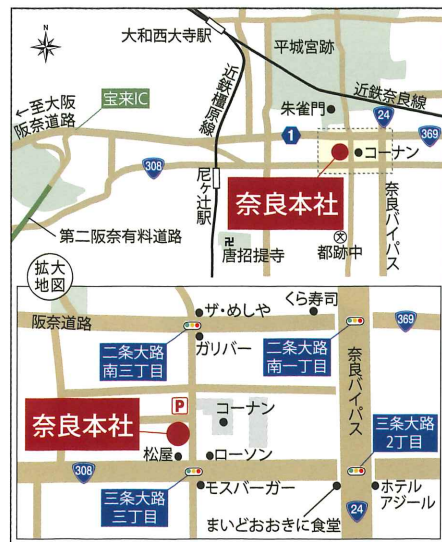 大和西大寺駅
平城宮跡
近鉄橿原線
近鉄奈良線
←至大阪
阪奈道路
宝来IC
朱雀門
24
1
369
コーナン
308
尼ヶ辻駅
奈良本社
奈良バイパス
第二阪奈有料道路
卍
唐招提寺
文
都跡中
拡大
地図
ザ・めしや
くら寿司
阪奈道路
369
二条大路
南三丁目
ガリバー
二条大路
南一丁目
奈良バイパス
P
コーナン
奈良本社
三条大路
2丁目
松屋
ローソン
308
三条大路
三丁目
モスバーガー
ホテル
アジール
まいどおおきに食堂
24